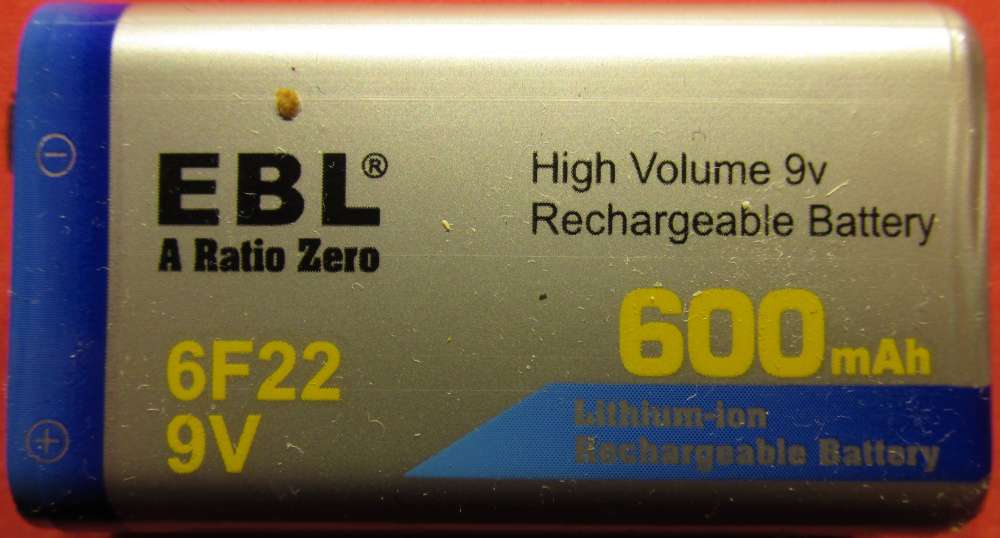 EBL®
A Ratio Zero
High Volume 9v
Rechargeable Battery
6F22
9V
600mAh
Lithium-ion
Rechargeable Battery